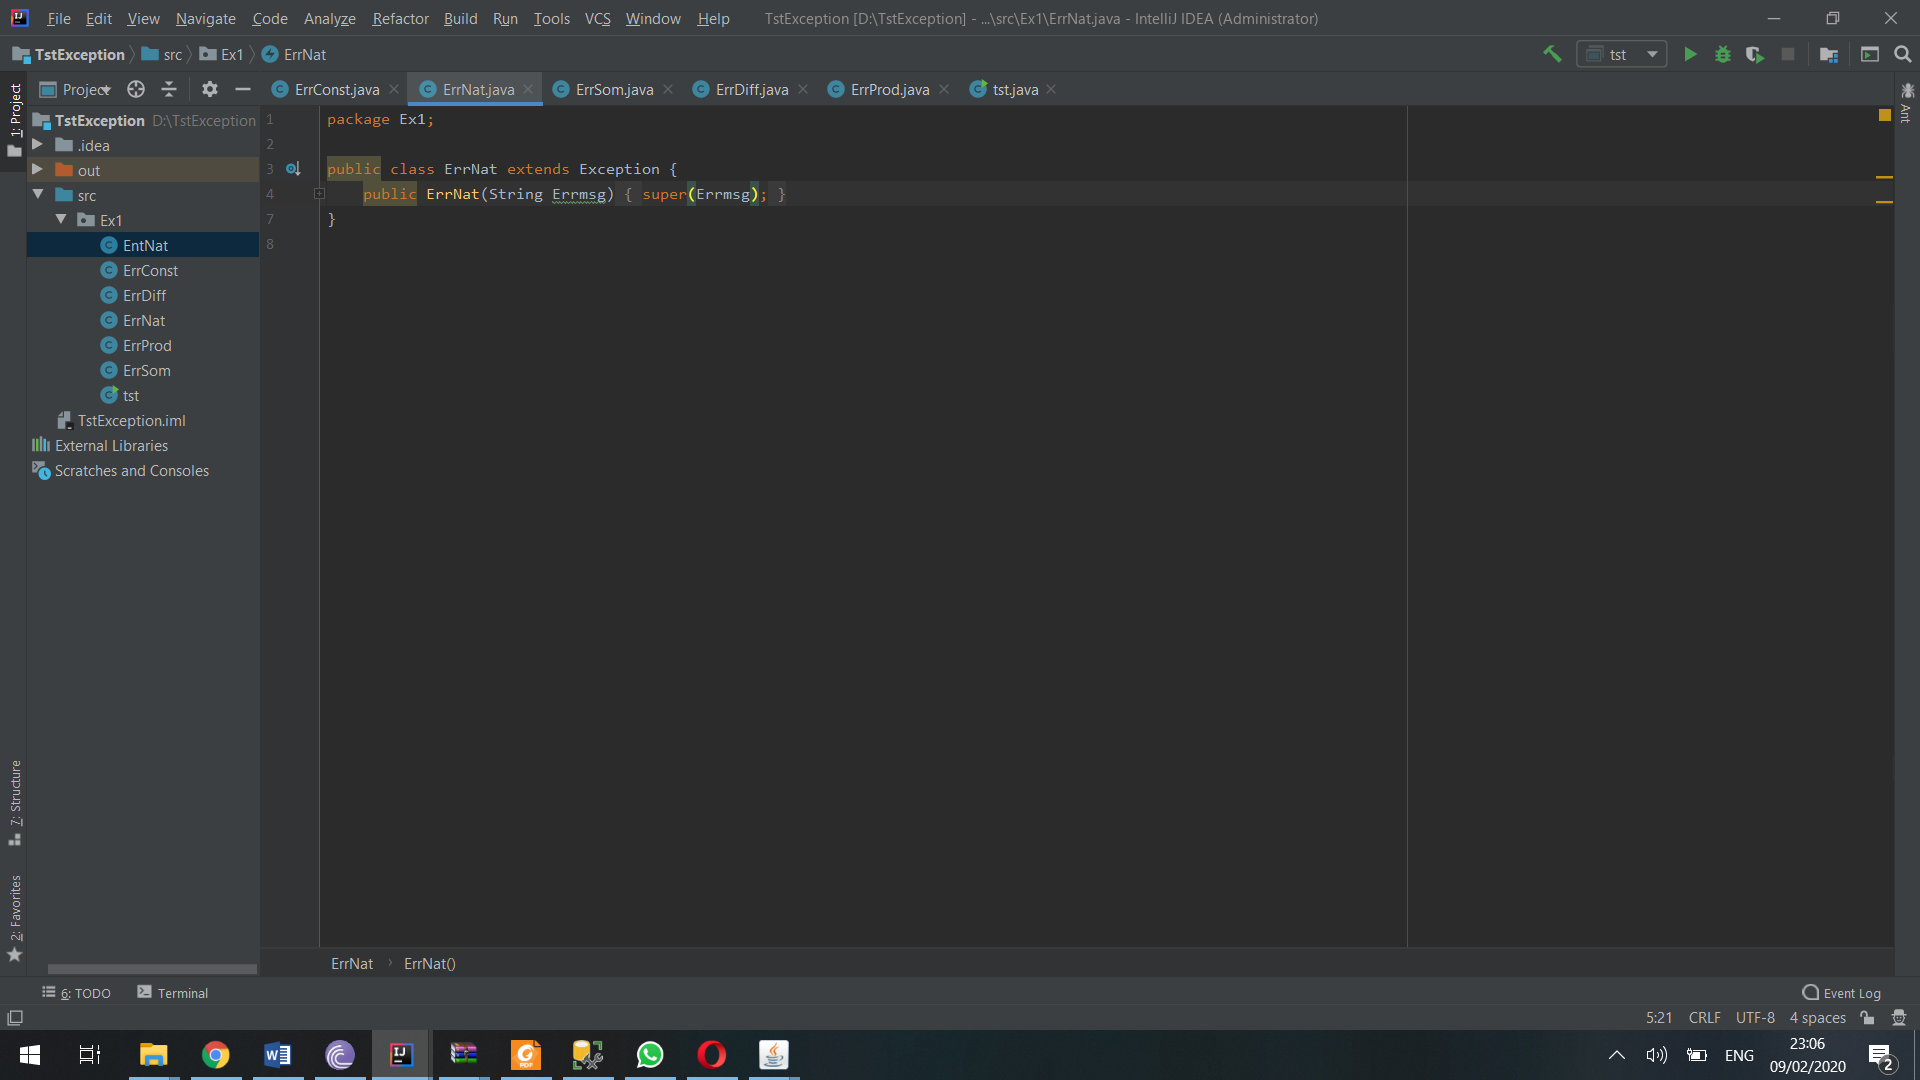 File Edit View Navigate Code Analyze Refactor Build Run Tools VCS Window Help TstException [D:\TstException] - ...\src\Ex1\ErrNat.java - IntelliJ IDEA (Administrator)
TstException src Ex1 ErrNat tst
1: Project
Project ErrConst.java ErrNat.java ErrSom.java ErrDiff.java ErrProd.java tst.java
Ant
TstException D:\TstException
.idea
out
src
Ex1
EntNat
ErrConst
ErrDiff
ErrNat
ErrProd
ErrSom
tst
TstException.iml
External Libraries
Scratches and Consoles
1 package Ex1;
2
3 public class ErrNat extends Exception {
4 public ErrNat(String Errmsg) { super(Errmsg); }
7 }
8
7: Structure
2: Favorites
ErrNat ErrNat()
6: TODO Terminal Event Log
5:21 CRLF UTF-8 4 spaces
ENG 23:06
09/02/2020
2